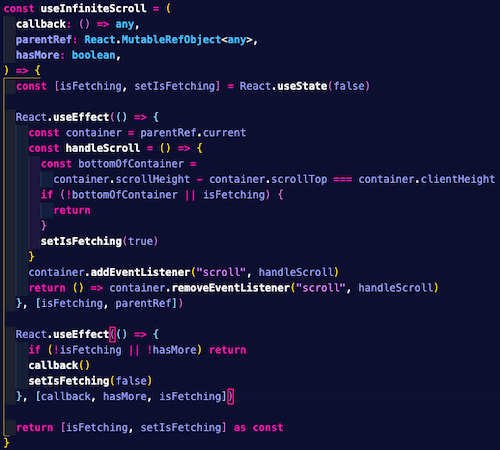 const useInfiniteScroll = (
  callback: () => any,
  parentRef: React.MutableRefObject<any>,
  hasMore: boolean,
) => {
  const [isFetching, setIsFetching] = React.useState(false)

  React.useEffect(() => {
    const container = parentRef.current
    const handleScroll = () => {
      const bottomOfContainer =
        container.scrollHeight - container.scrollTop === container.clientHeight
      if (!bottomOfContainer || isFetching) {
        return
      }
      setIsFetching(true)
    }
    container.addEventListener("scroll", handleScroll)
    return () => container.removeEventListener("scroll", handleScroll)
  }, [isFetching, parentRef])

  React.useEffect(() => {
    if (!isFetching || !hasMore) return
    callback()
    setIsFetching(false)
  }, [callback, hasMore, isFetching])

  return [isFetching, setIsFetching] as const
}